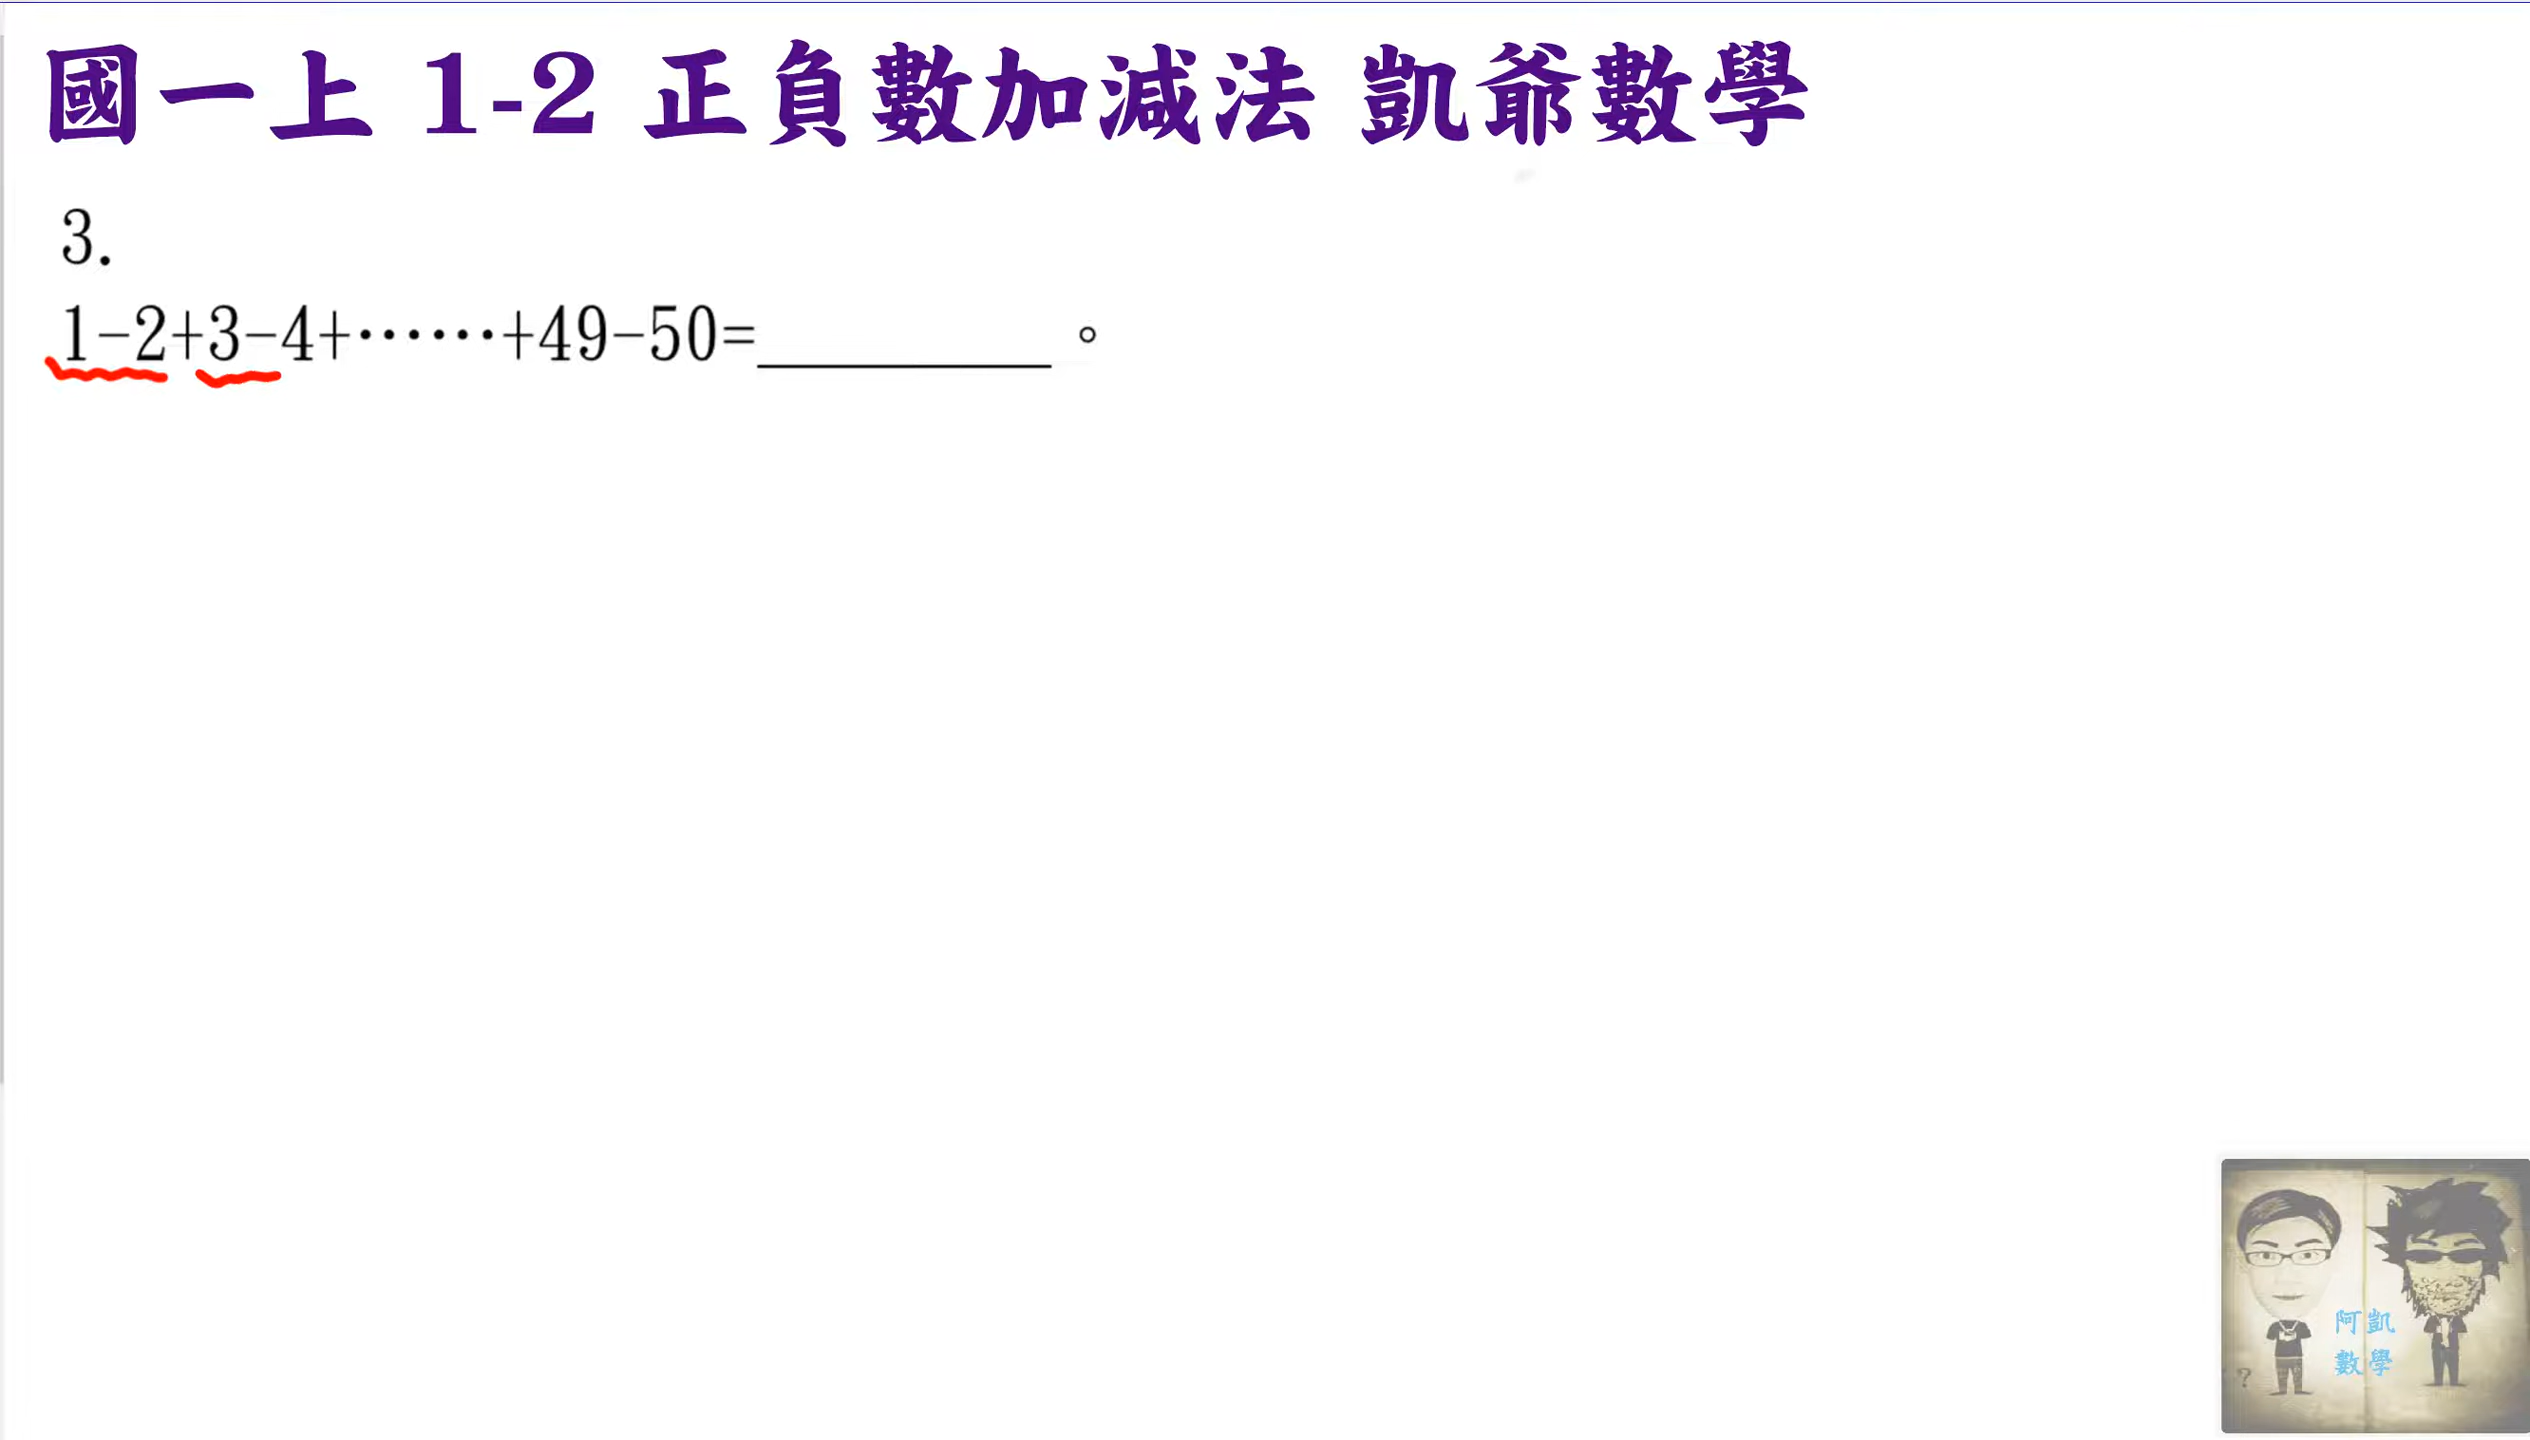 國一上 1-2 正負數加減法 凱爺數學
3.
1-2+3-4+⋯⋯+49-50=__________。
阿凱
數學
?